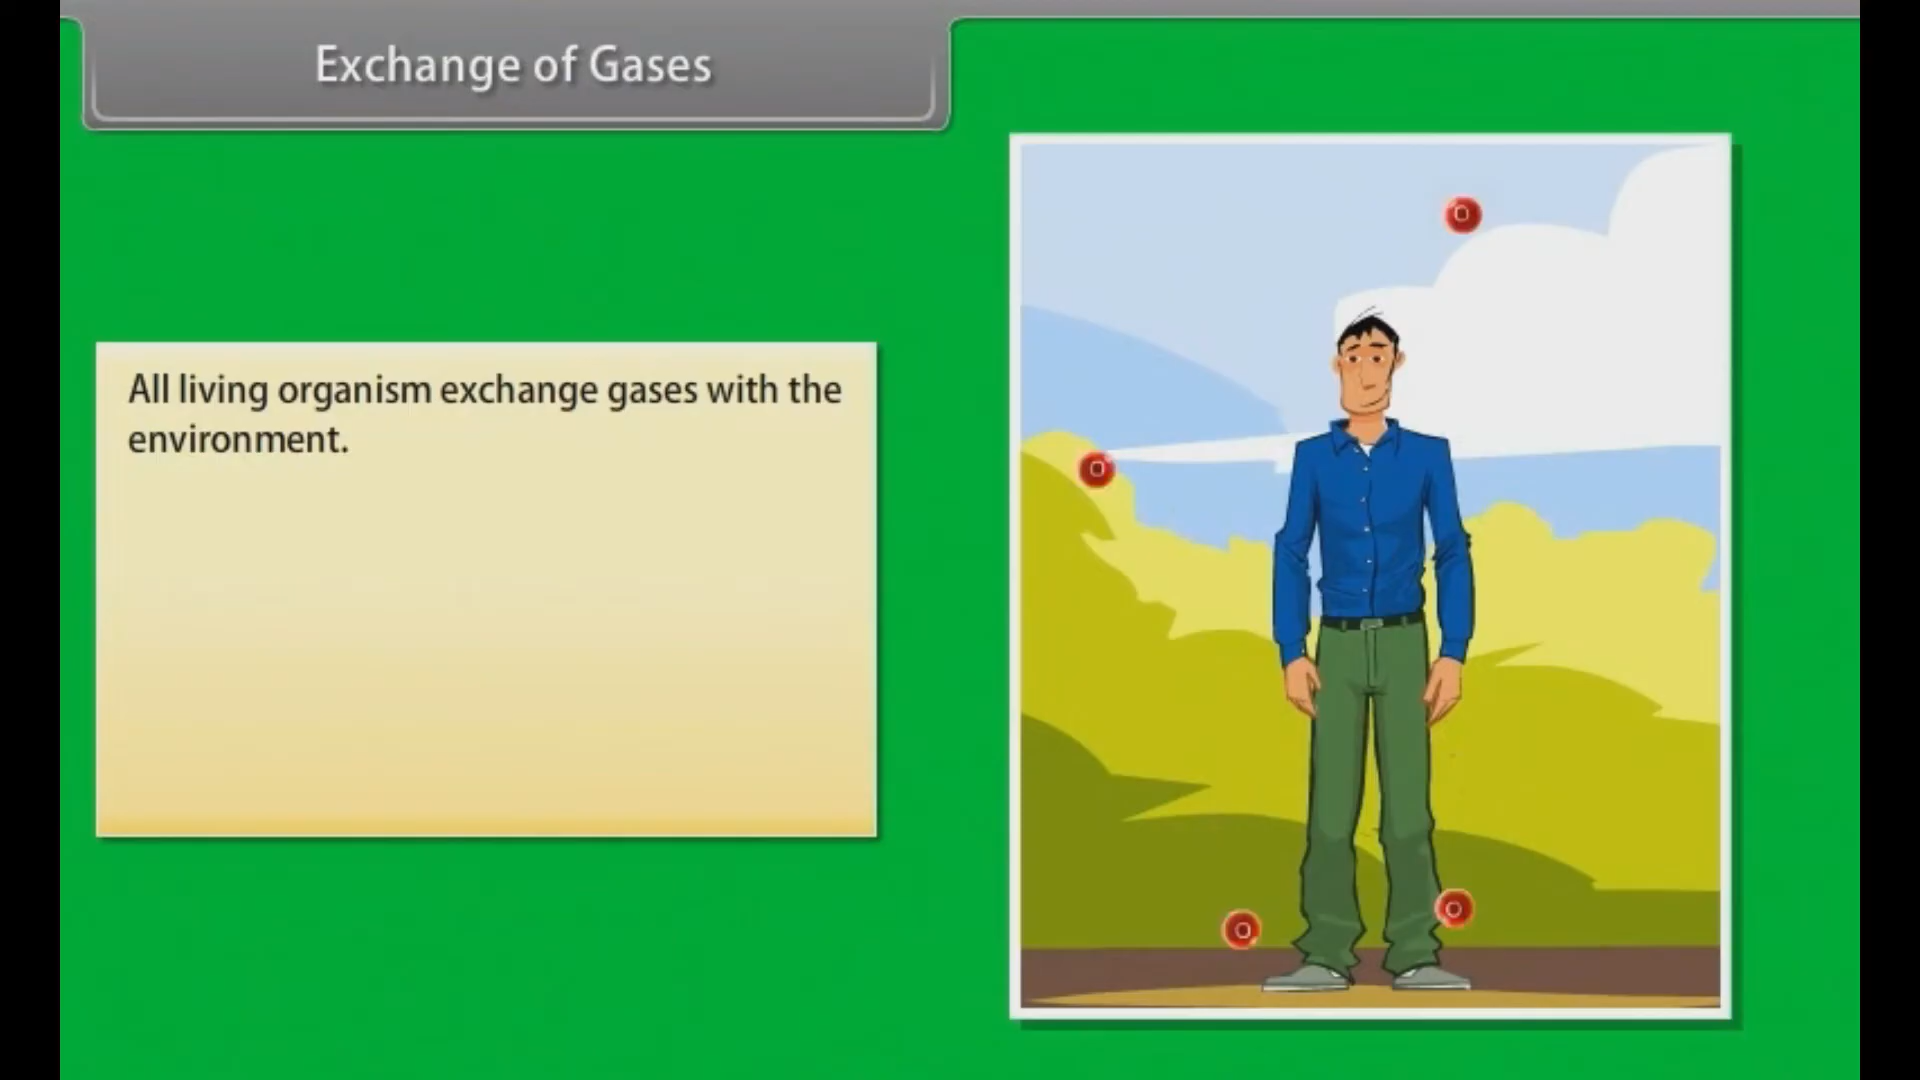 Exchange of Gases
All living organism exchange gases with the
environment.
O
O
O
O